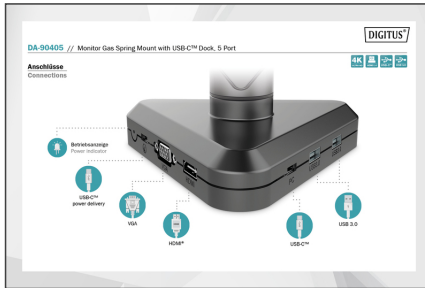 DIGITUS®
DA-90405 // Monitor Gas Spring Mount with USB-C™ Dock, 5 Port
Anschlüsse
Connections
4K
Betriebsanzeige
Power indicator
USB-C™
power delivery
VGA
HDMI®
USB-C™
USB 3.0